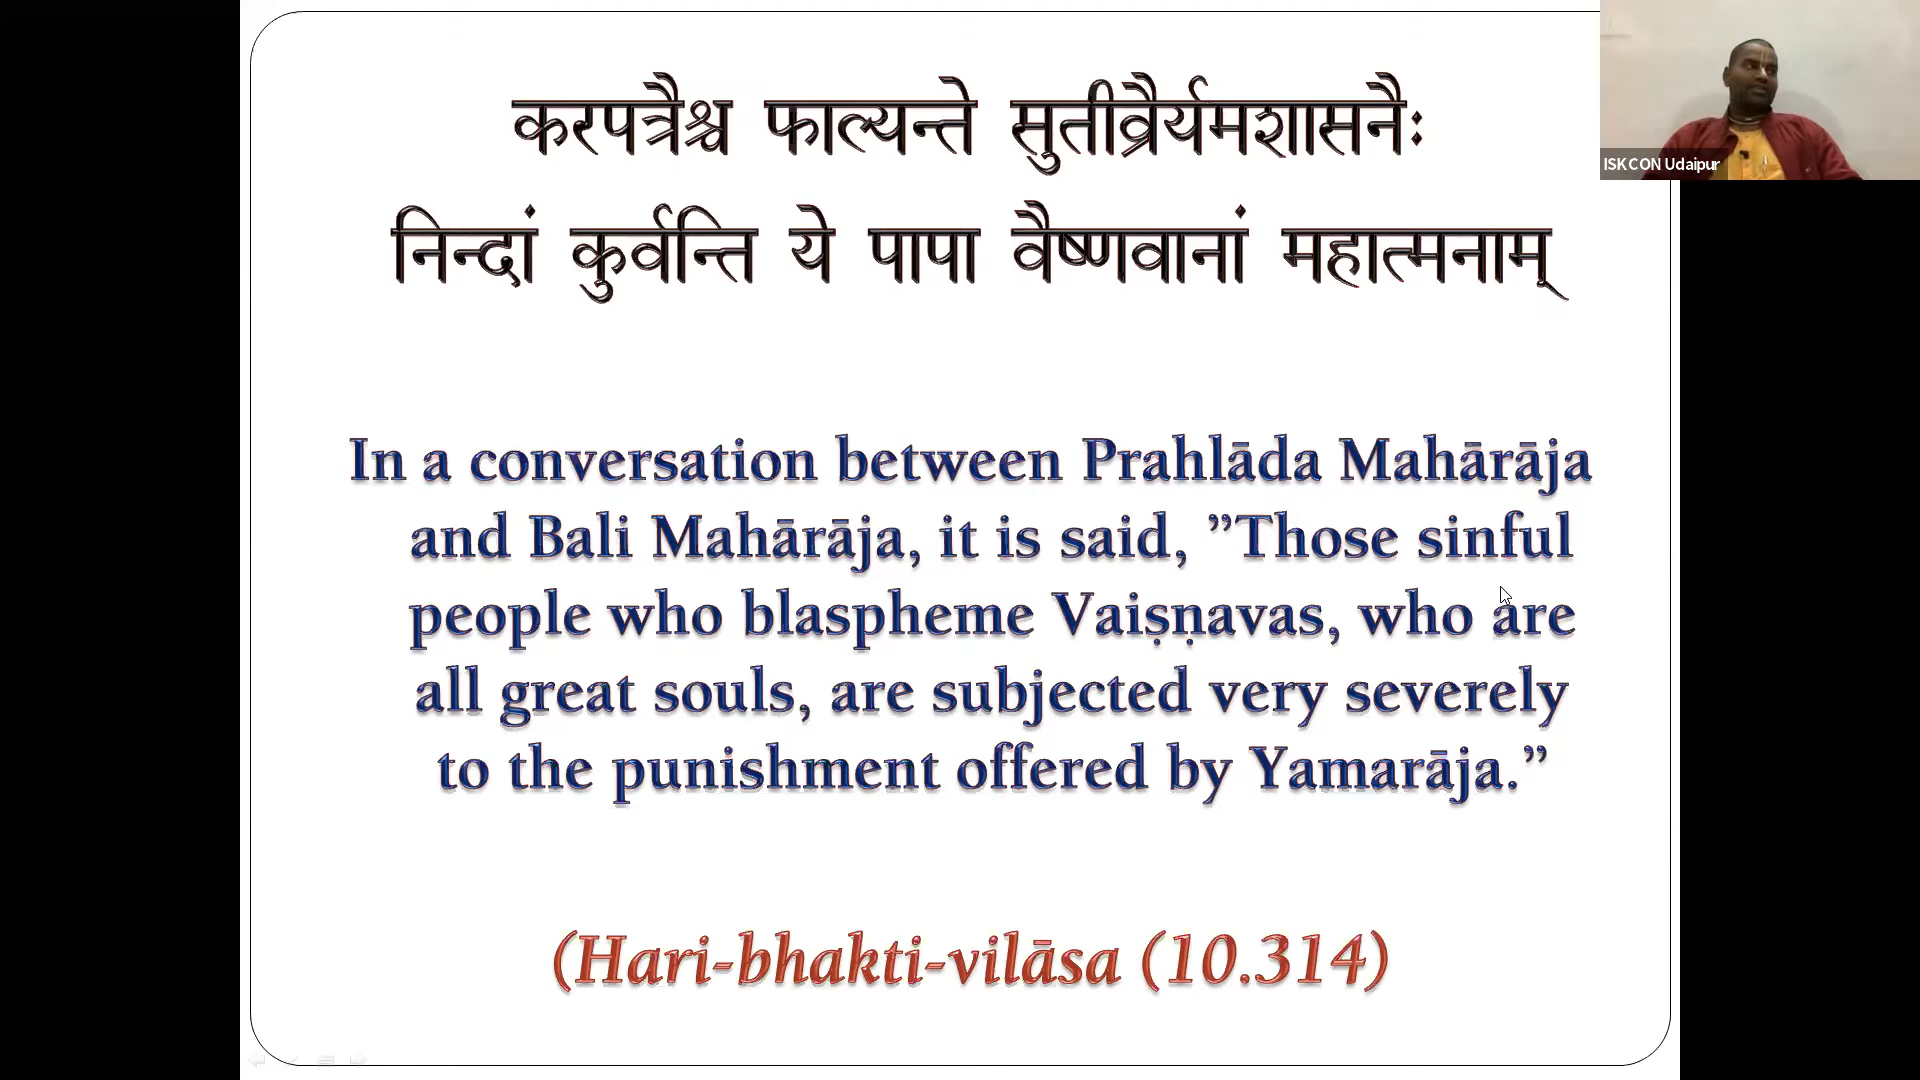 करपत्रैश्च फाल्यन्ते सुतीव्रैर्यमशासनैः
निन्दां कुर्वन्ति ये पापा वैष्णवानां महात्मनाम्
In a conversation between Prahlāda Mahārāja
and Bali Mahārāja, it is said, ”Those sinful
people who blaspheme Vaiṣṇavas, who are
all great souls, are subjected very severely
to the punishment offered by Yamarāja.”
(Hari-bhakti-vilāsa (10.314)
ISKCON Udaipur